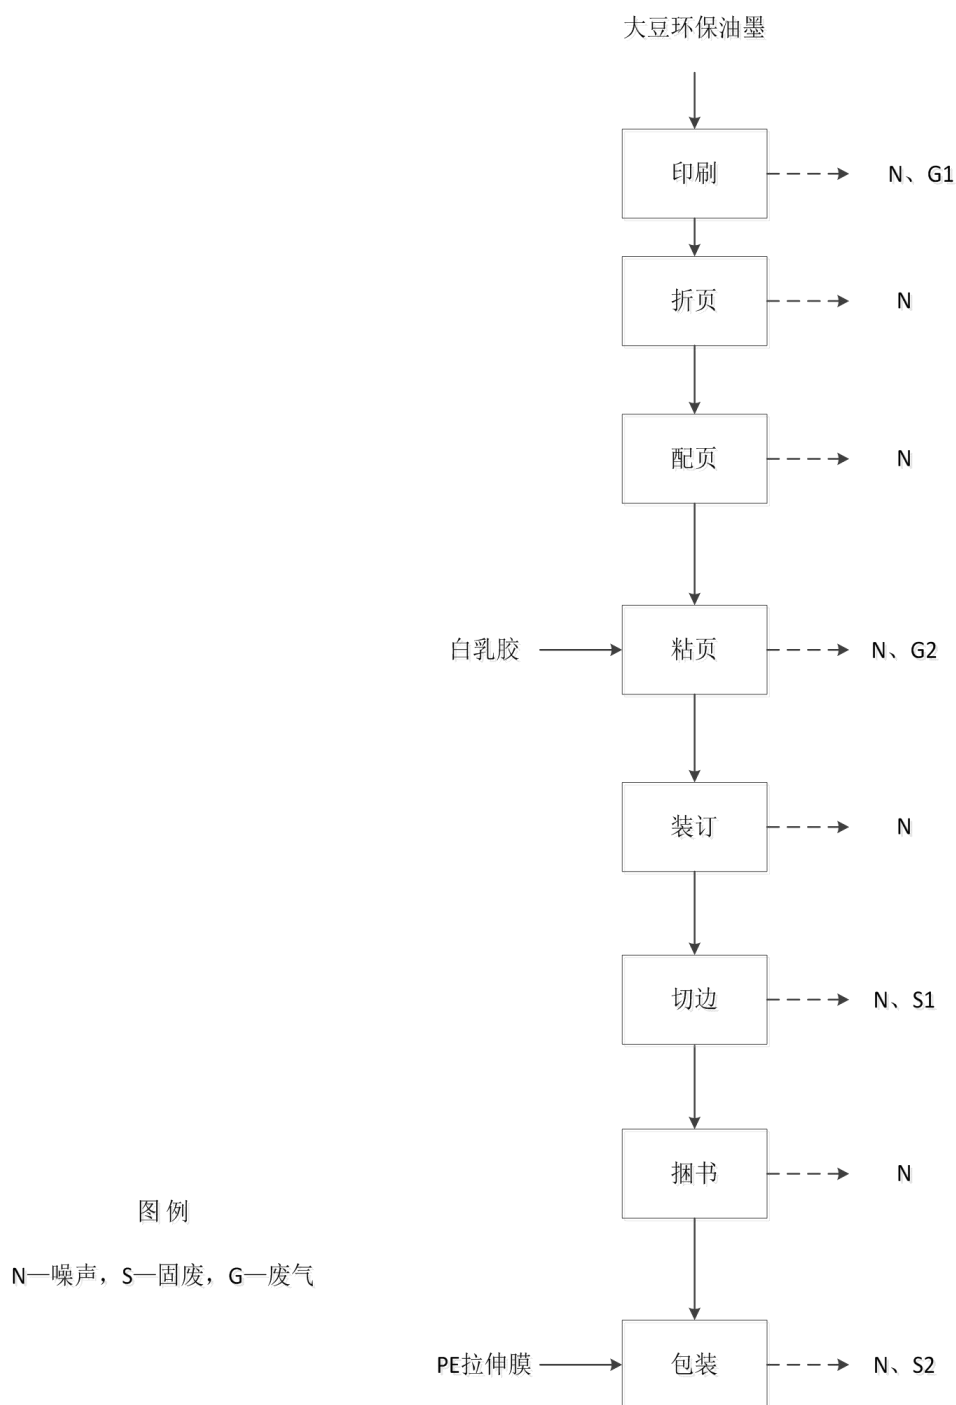 大豆环保油墨
印刷
N、G1
折页
N
配页
N
白乳胶
粘页
N、G2
装订
N
切边
N、S1
捆书
N
图 例
N—噪声，S—固废，G—废气
PE拉伸膜
包装
N、S2